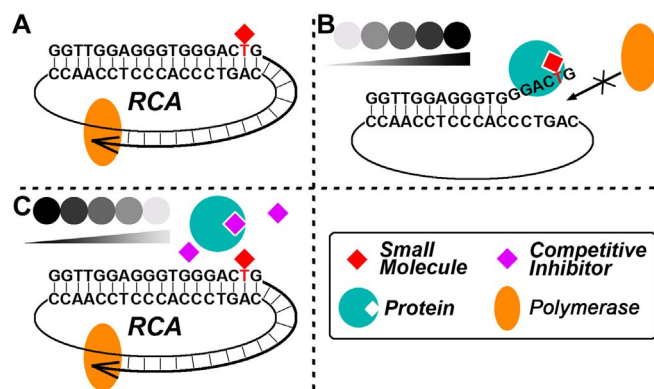 A
GGTTGGAGGGTGGGACTG
CCAACCTCCCACCCTGAC
RCA
B
GGTTGGAGGGTGGGACTG
CCAACCTCCCACCCTGAC
C
GGTTGGAGGGTGGGACTG
CCAACCTCCCACCCTGAC
RCA
Small
Molecule
Competitive
Inhibitor
Protein
Polymerase